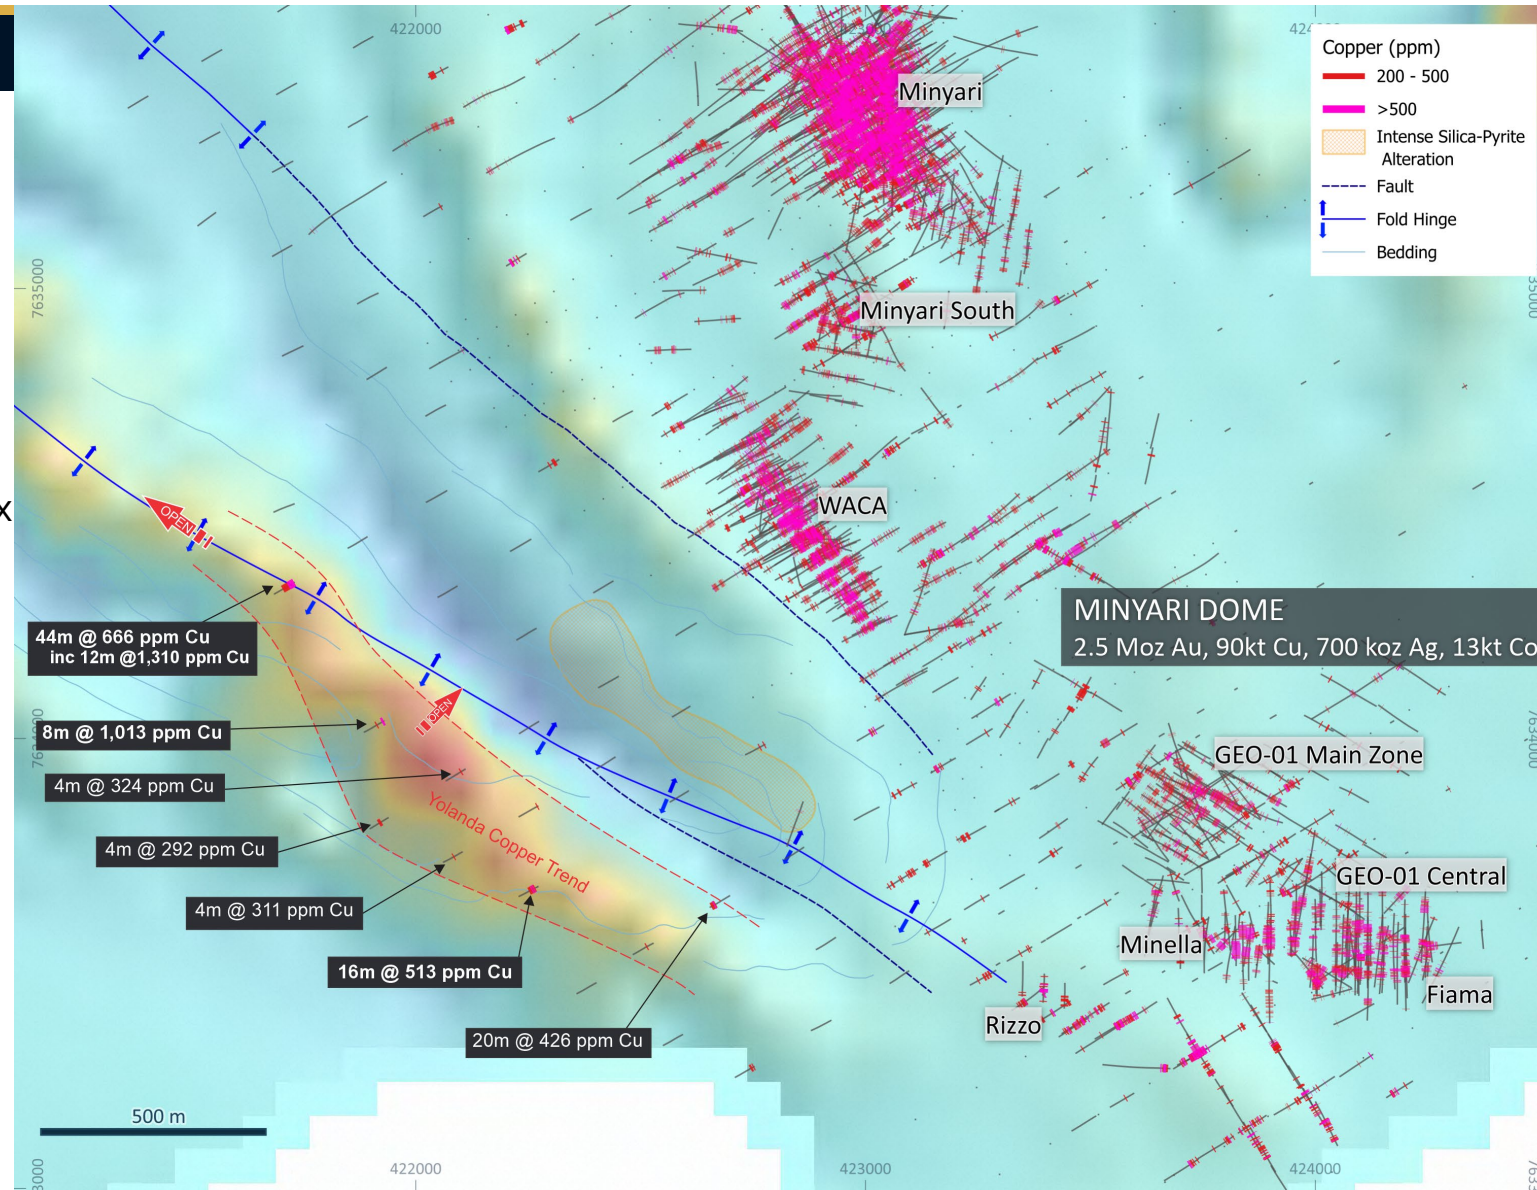 422000
423000
Minyari
Copper (ppm)
200 - 500
>500
Intense Silica-Pyrite
Alteration
Fault
Fold Hinge
Bedding
7635000
Minyari South
WACA
x
OPEN
MINYARI DOME
2.5 Moz Au, 90kt Cu, 700 koz Ag, 13kt Co
44m @ 666 ppm Cu
inc 12m @1,310 ppm Cu
OPEN
8m @ 1,013 ppm Cu
7634000
4m @ 324 ppm Cu
GEO-01 Main Zone
Yolanda Copper Trend
4m @ 292 ppm Cu
GEO-01 Central
4m @ 311 ppm Cu
Minella
16m @ 513 ppm Cu
Fiama
Rizzo
20m @ 426 ppm Cu
500 m
422000
423000
424000